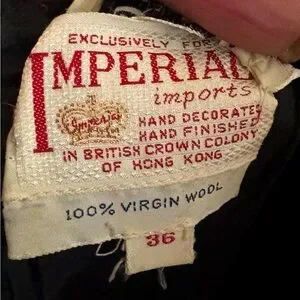 EXCLUSIVELY FOR
IMPERIAL
imports
Imperial
HAND DECORATED
HAND FINISHED
IN BRITISH CROWN COLONY
OF HONG KONG
100% VIRGIN WOOL
36